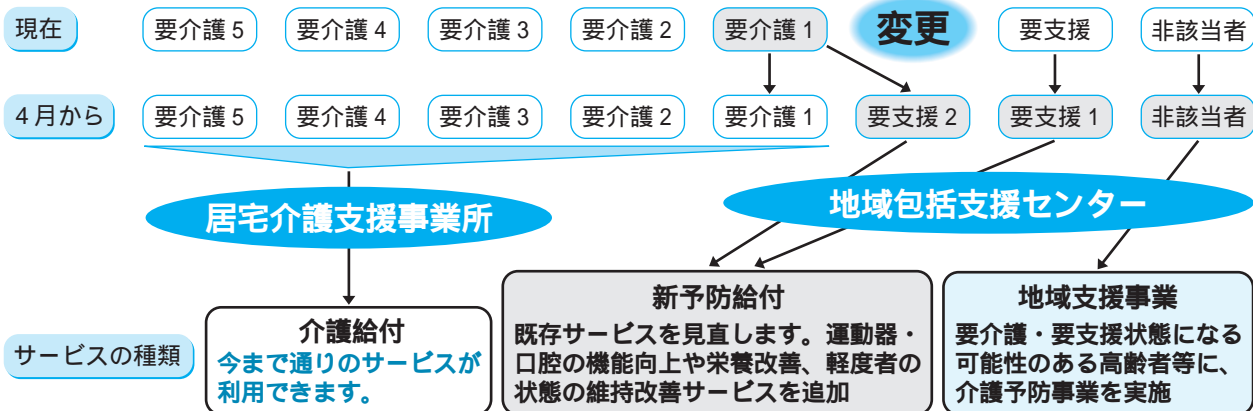 現在
要介護5 要介護4 要介護3 要介護2 要介護1 変更 要支援 非該当者
4月から
要介護5 要介護4 要介護3 要介護2 要介護1 要支援2 要支援1 非該当者
居宅介護支援事業所
地域包括支援センター
サービスの種類
介護給付
今まで通りのサービスが
利用できます。
新予防給付
既存サービスを見直します。運動器・
口腔の機能向上や栄養改善、軽度者の
状態の維持改善サービスを追加
地域支援事業
要介護・要支援状態になる
可能性のある高齢者等に、
介護予防事業を実施